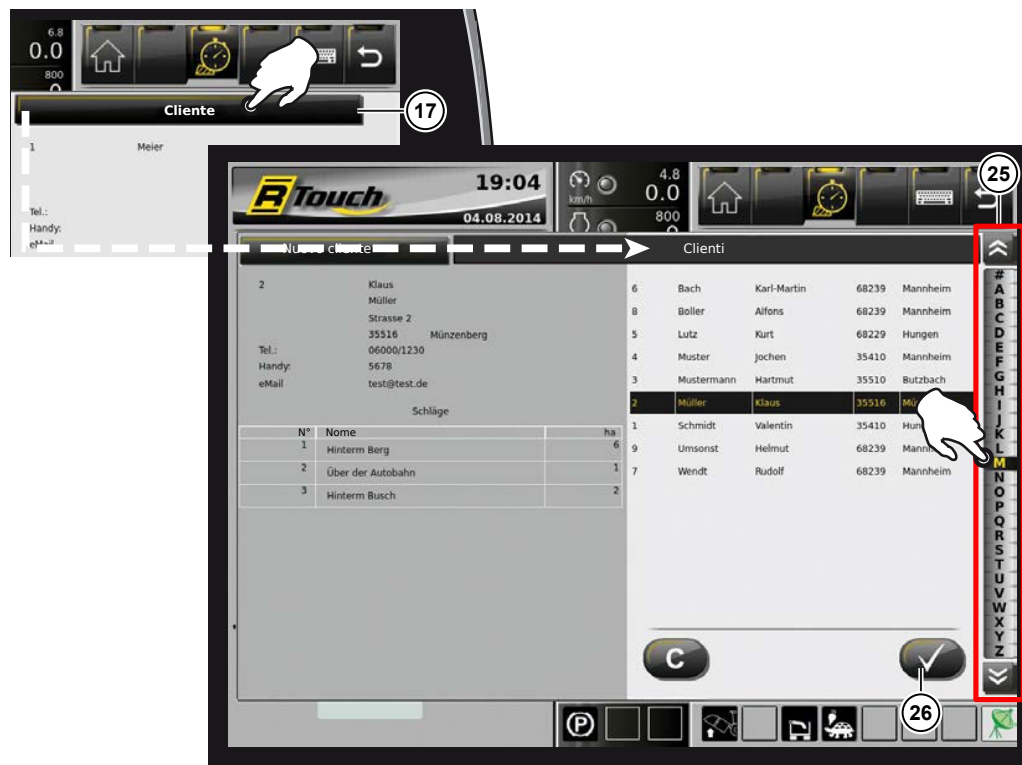 6.8
0.0
800
Cliente
17
1 Meier
Tel.:
Handy:
eMail
R Touch
19:04
04.08.2014
km/h
4.8
0.0
800
25
Nuovo cliente
Clienti
2 Klaus
Müller
Strasse 2
35516 Münzenberg
Tel.: 06000/1230
Handy: 5678
eMail test@test.de
Schläge
N° Nome ha
1 Hinterm Berg 6
2 Über der Autobahn 1
3 Hinterm Busch 2
6 Bach Karl-Martin 68239 Mannheim
8 Boller Alfons 68239 Mannheim
5 Lutz Kurt 68229 Hungen
4 Muster Jochen 35410 Mannheim
3 Mustermann Hartmut 35510 Butzbach
2 Müller Klaus 35516
1 Schmidt Valentin 35410
9 Umsonst Helmut 68239
7 Wendt Rudolf 68239 Mannheim
#
A
B
C
D
E
F
G
H
I
J
K
L
M
N
O
P
Q
R
S
T
U
V
W
X
Y
Z
C
26
P